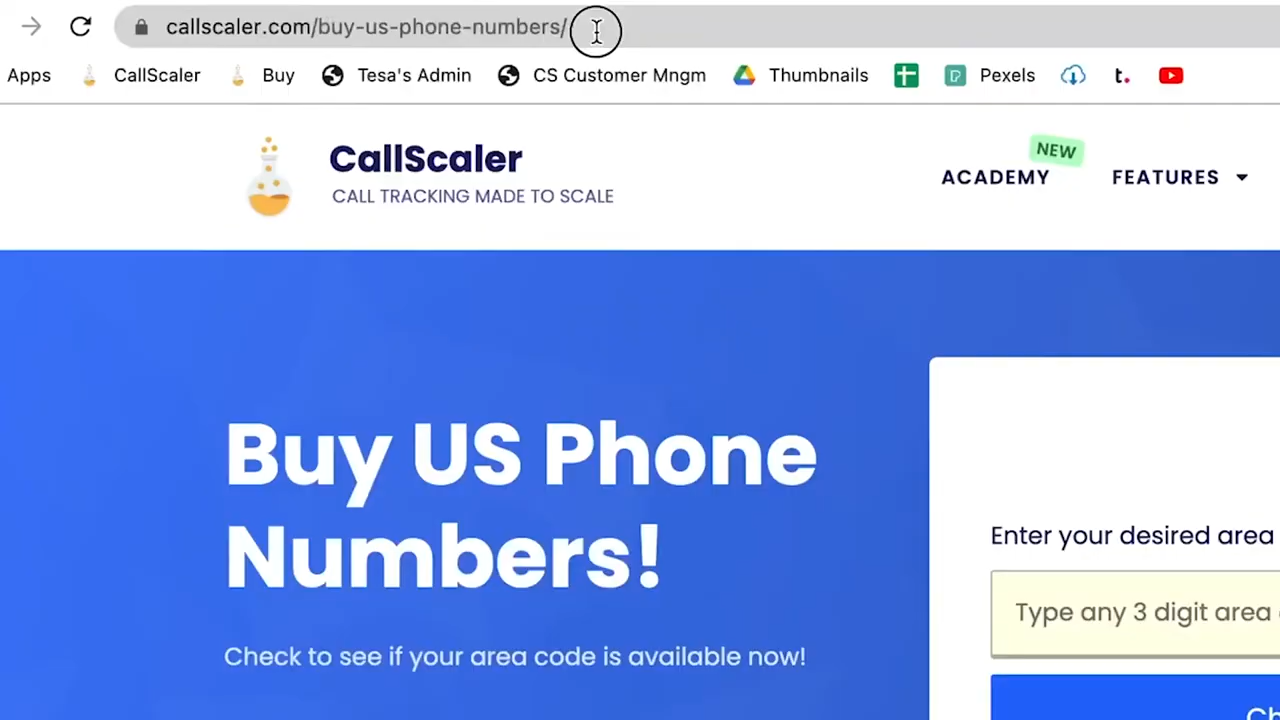 callscaler.com/buy-us-phone-numbers/
Apps CallScaler Buy Tesa's Admin CS Customer Mngm Thumbnails Pexels t.
CallScaler
CALL TRACKING MADE TO SCALE
NEW
ACADEMY FEATURES
Buy US Phone
Numbers!
Check to see if your area code is available now!
Enter your desired area
Type any 3 digit area